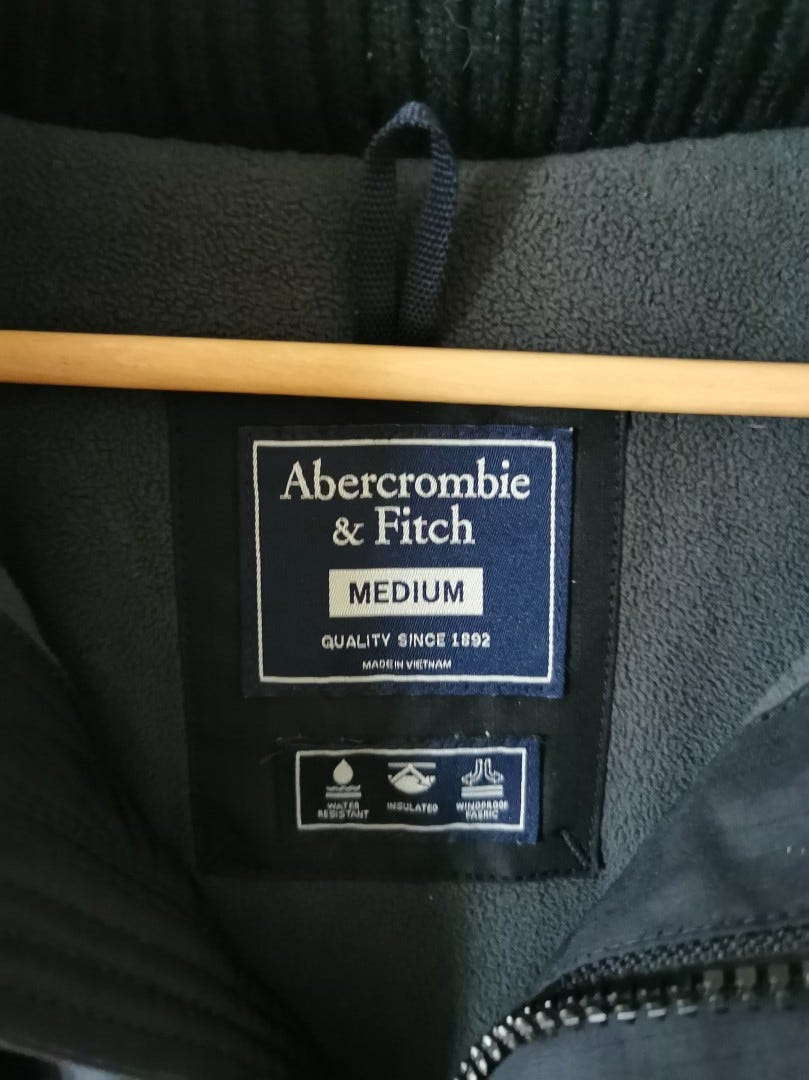 Abercrombie
& Fitch
MEDIUM
QUALITY SINCE 1892
MADE IN VIETNAM
WATER RESISTANT
INSULATED
WINDPROOF FABRIC